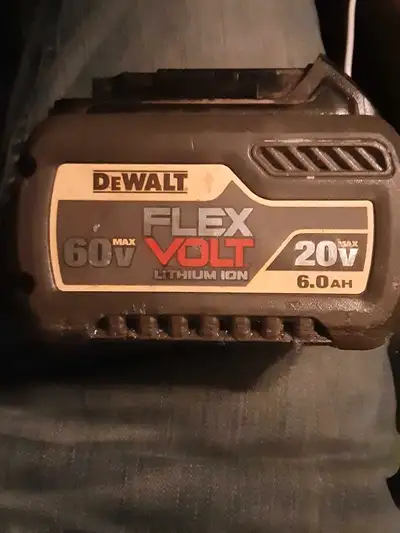 DEWALT
FLEX
60V MAX VOLT 20V MAX
LITHIUM ION 6.0AH